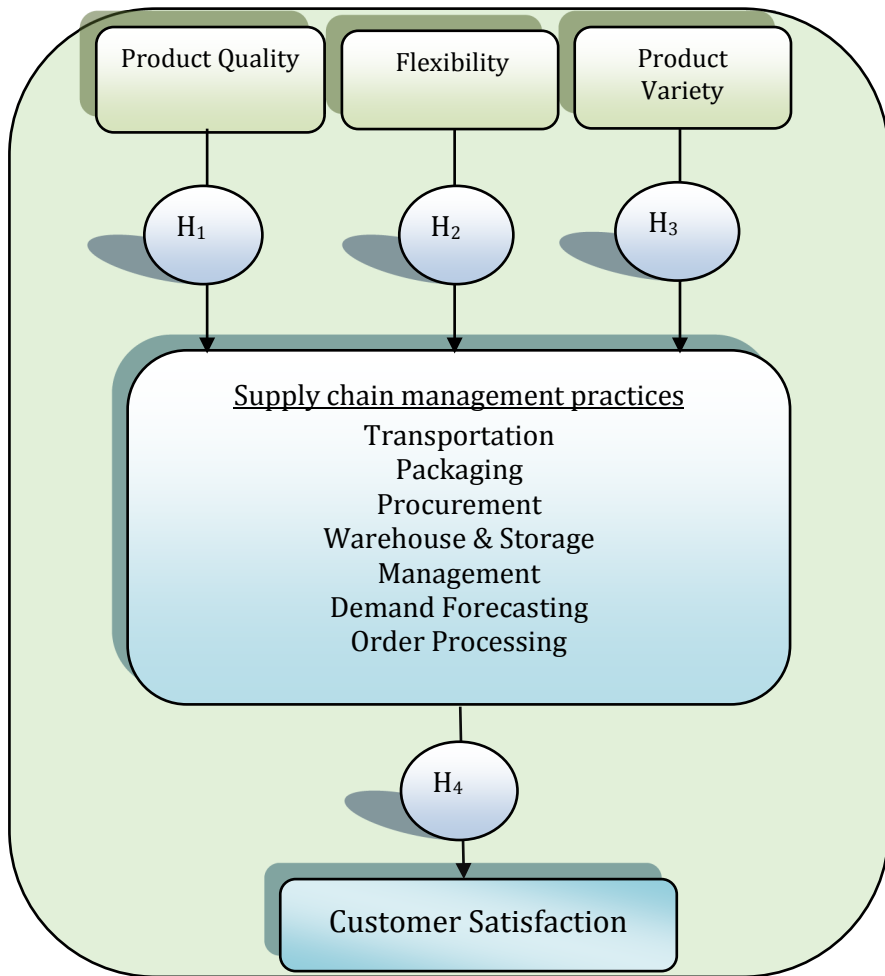 Product Quality
Flexibility
Product
Variety
H₁
H₂
H₃
Supply chain management practices
Transportation
Packaging
Procurement
Warehouse & Storage
Management
Demand Forecasting
Order Processing
H₄
Customer Satisfaction